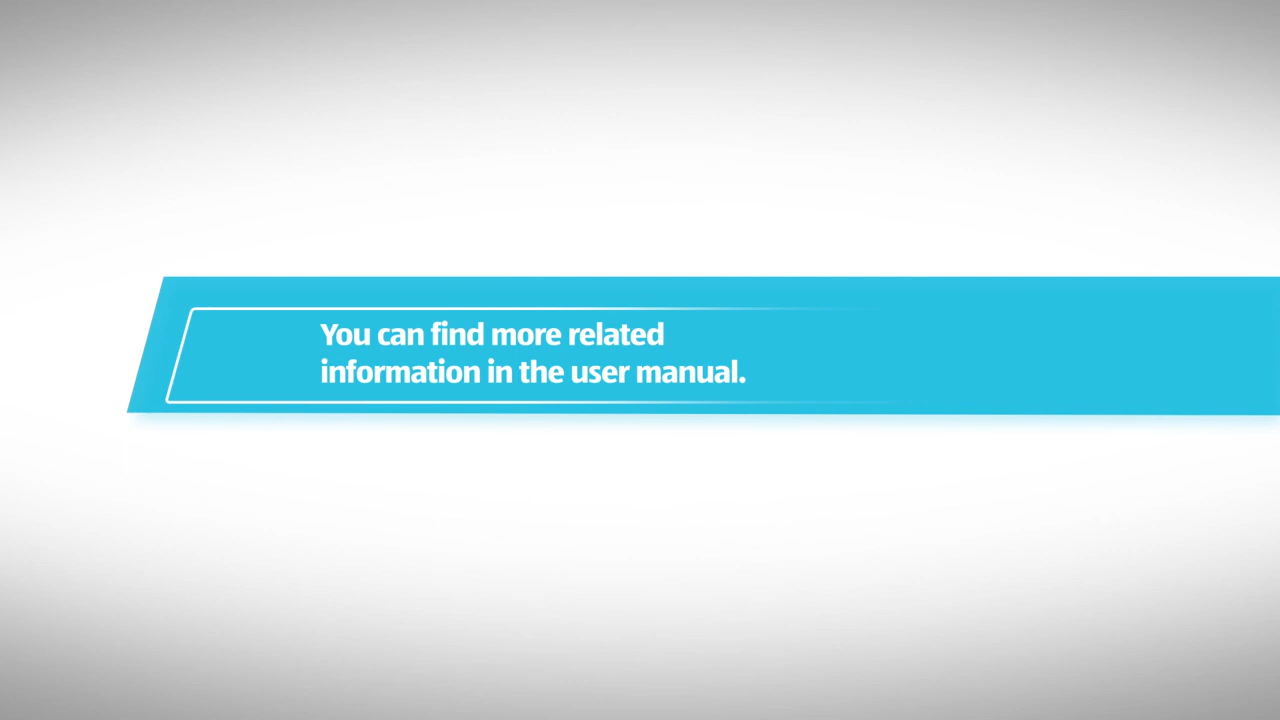 You can find more related
information in the user manual.